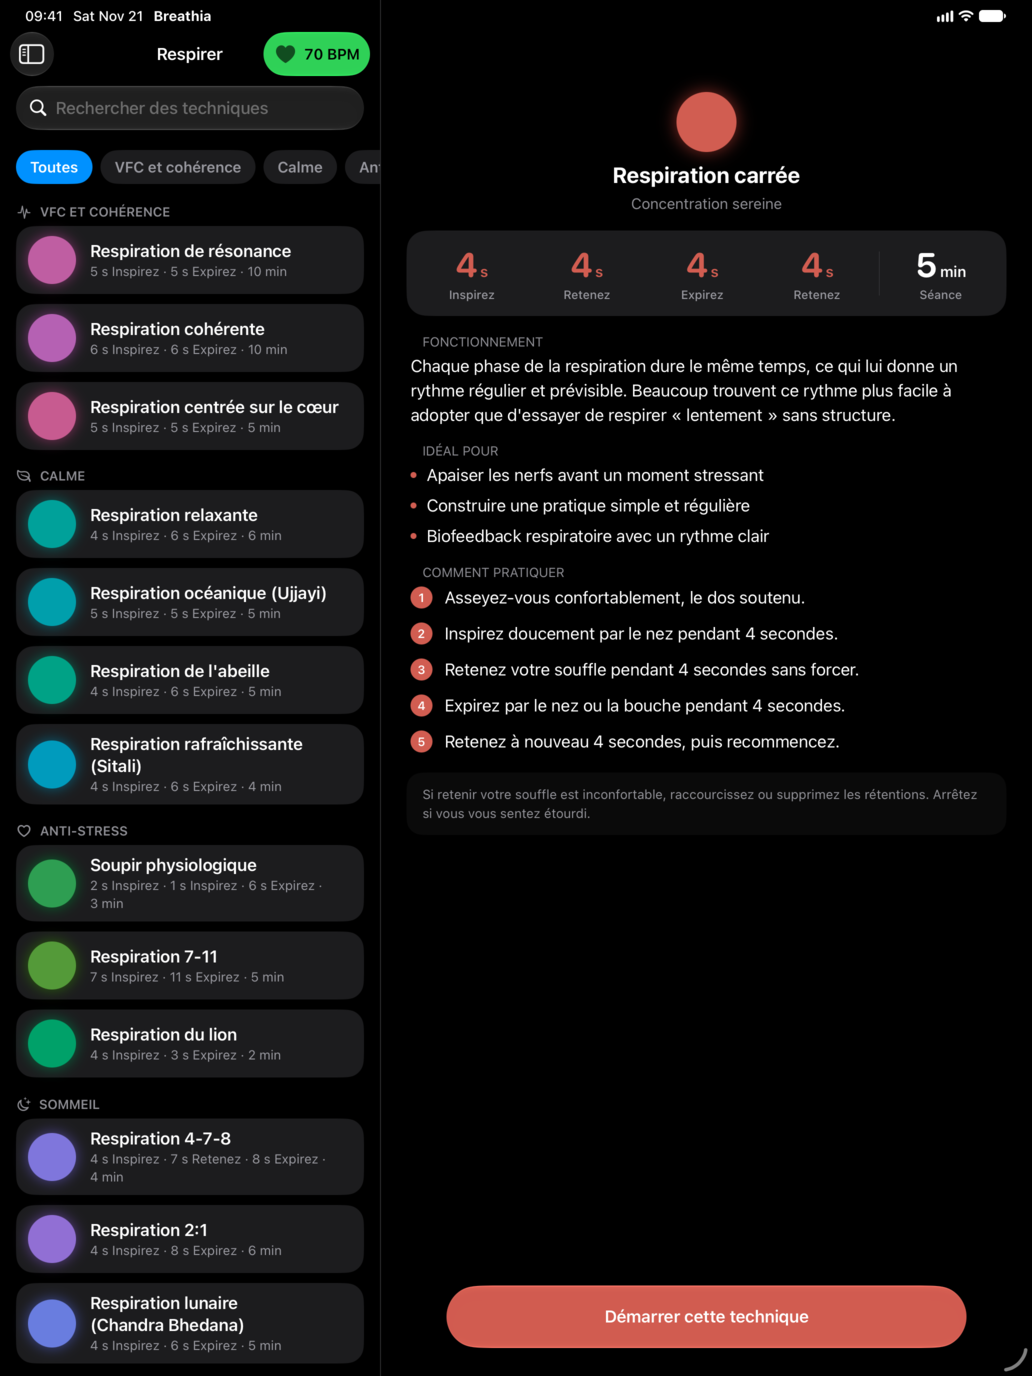 09:41 Sat Nov 21 Breathia
Respirer
70 BPM
Rechercher des techniques
Toutes
VFC et cohérence
Calme
VFC ET COHÉRENCE
Respiration de résonance
5 s Inspirez · 5 s Expirez · 10 min
Respiration cohérente
6 s Inspirez · 6 s Expirez · 10 min
Respiration centrée sur le cœur
5 s Inspirez · 5 s Expirez · 5 min
CALME
Respiration relaxante
4 s Inspirez · 6 s Expirez · 6 min
Respiration océanique (Ujjayi)
5 s Inspirez · 5 s Expirez · 5 min
Respiration de l'abeille
4 s Inspirez · 6 s Expirez · 5 min
Respiration rafraîchissante
(Sitali)
4 s Inspirez · 6 s Expirez · 4 min
ANTI-STRESS
Soupir physiologique
2 s Inspirez · 1 s Inspirez · 6 s Expirez ·
3 min
Respiration 7-11
7 s Inspirez · 11 s Expirez · 5 min
Respiration du lion
4 s Inspirez · 3 s Expirez · 2 min
SOMMEIL
Respiration 4-7-8
4 s Inspirez · 7 s Retenez · 8 s Expirez ·
4 min
Respiration 2:1
4 s Inspirez · 8 s Expirez · 6 min
Respiration lunaire
(Chandra Bhedana)
4 s Inspirez · 6 s Expirez · 5 min
Respiration carrée
Concentration sereine
4 s
Inspirez
4 s
Retenez
4 s
Expirez
4 s
Retenez
5 min
Séance
FONCTIONNEMENT
Chaque phase de la respiration dure le même temps, ce qui lui donne un
rythme régulier et prévisible. Beaucoup trouvent ce rythme plus facile à
adopter que d'essayer de respirer « lentement » sans structure.
IDÉAL POUR
• Apaiser les nerfs avant un moment stressant
• Construire une pratique simple et régulière
• Biofeedback respiratoire avec un rythme clair
COMMENT PRATIQUER
1 Asseyez-vous confortablement, le dos soutenu.
2 Inspirez doucement par le nez pendant 4 secondes.
3 Retenez votre souffle pendant 4 secondes sans forcer.
4 Expirez par le nez ou la bouche pendant 4 secondes.
5 Retenez à nouveau 4 secondes, puis recommencez.
Si retenir votre souffle est inconfortable, raccourcissez ou supprimez les rétentions. Arrêtez
si vous vous sentez étourdi.
Démarrer cette technique